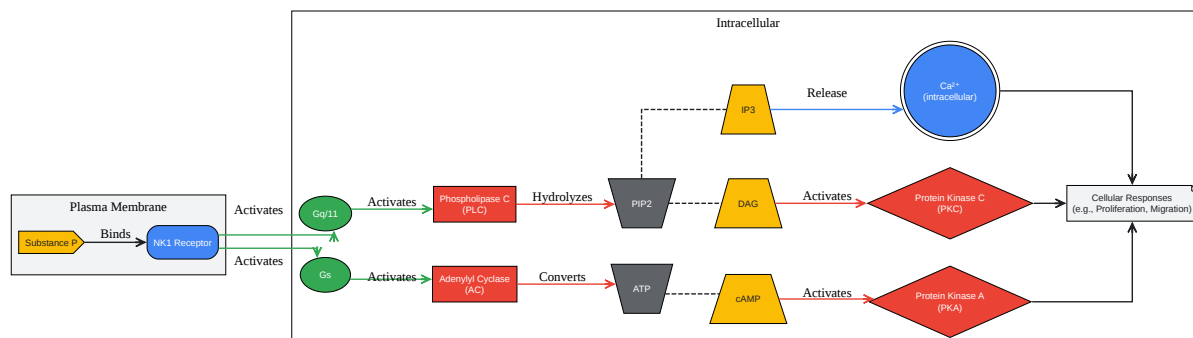 Intracellular
Plasma Membrane
Substance P
Binds
NK1 Receptor
Activates
Activates
Gq/11
Activates
Phospholipase C
(PLC)
Hydrolyzes
PIP2
IP3
Release
Ca²⁺
(intracellular)
DAG
Activates
Protein Kinase C
(PKC)
Cellular Responses
(e.g., Proliferation, Migration)
Gs
Activates
Adenylyl Cyclase
(AC)
Converts
ATP
cAMP
Activates
Protein Kinase A
(PKA)